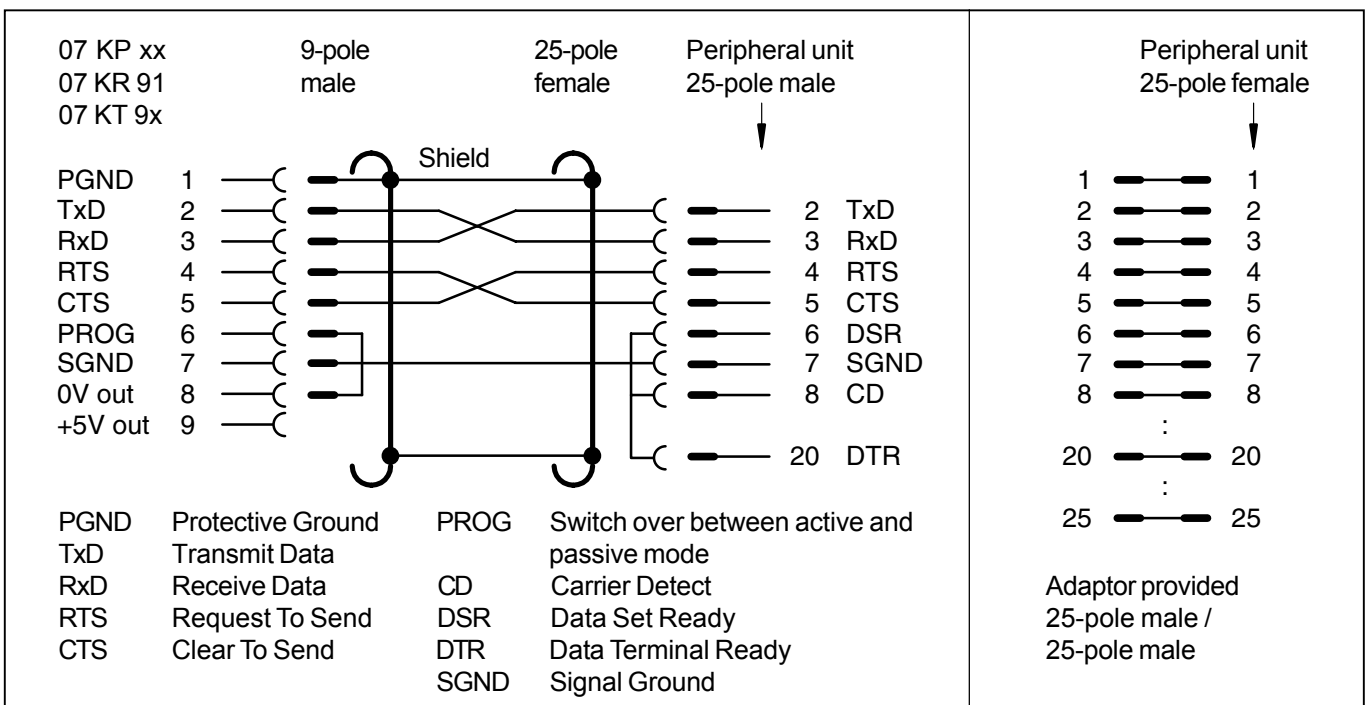 07 KP xx 9-pole 25-pole Peripheral unit Peripheral unit
07 KR 91 male female 25-pole male 25-pole female
07 KT 9x
Shield
PGND 1 1 1
TxD 2 2 TxD 2 2
RxD 3 3 RxD 3 3
RTS 4 4 RTS 4 4
CTS 5 5 CTS 5 5
PROG 6 6 DSR 6 6
SGND 7 7 SGND 7 7
0V out 8 8 CD 8 8
+5V out 9 :
20 DTR 20 20
:
25 25
PGND Protective Ground PROG Switch over between active and
TxD Transmit Data passive mode
RxD Receive Data CD Carrier Detect Adaptor provided
RTS Request To Send DSR Data Set Ready 25-pole male /
CTS Clear To Send DTR Data Terminal Ready 25-pole male
SGND Signal Ground